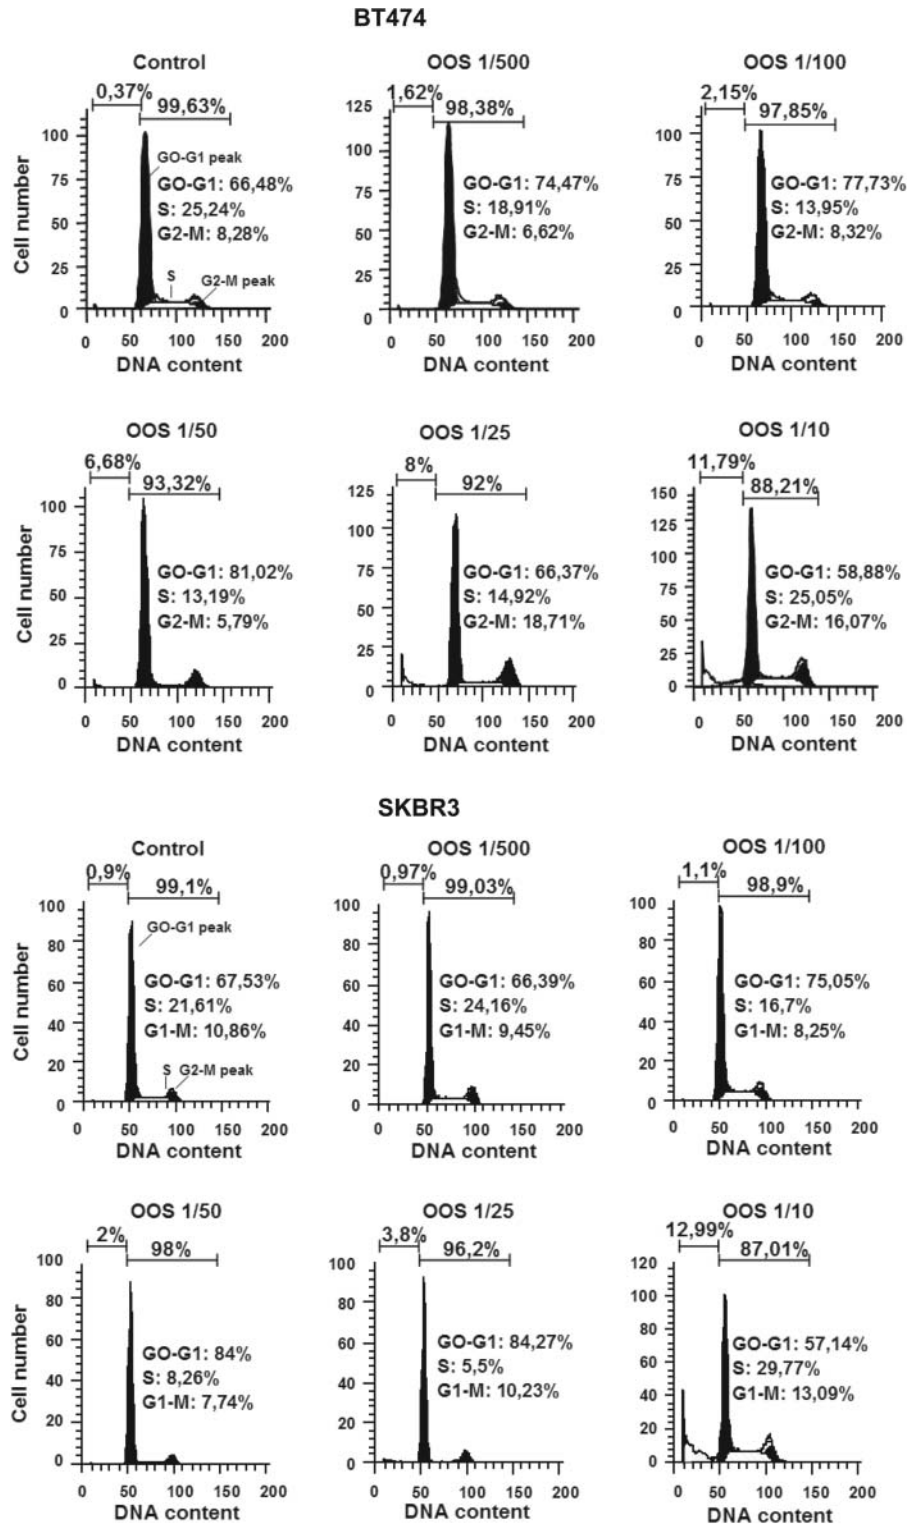 BT474
Control
OOS 1/500
OOS 1/100
0,37%
99,63%
1,62%
98,38%
2,15%
97,85%
Cell number
100
75
50
25
0
GO-G1 peak
GO-G1: 66,48%
S: 25,24%
G2-M: 8,28%
S
G2-M peak
0 50 100 150 200
DNA content
125
100
75
50
25
0
GO-G1: 74,47%
S: 18,91%
G2-M: 6,62%
0 50 100 150 200
DNA content
100
75
50
25
0
GO-G1: 77,73%
S: 13,95%
G2-M: 8,32%
0 50 100 150 200
DNA content
OOS 1/50
OOS 1/25
OOS 1/10
6,68%
93,32%
8%
92%
11,79%
88,21%
Cell number
100
75
50
25
0
GO-G1: 81,02%
S: 13,19%
G2-M: 5,79%
0 50 100 150 200
DNA content
125
100
75
50
25
0
GO-G1: 66,37%
S: 14,92%
G2-M: 18,71%
0 50 100 150 200
DNA content
150
125
100
75
50
25
0
GO-G1: 58,88%
S: 25,05%
G2-M: 16,07%
0 50 100 150 200
DNA content
SKBR3
Control
OOS 1/500
OOS 1/100
0,9%
99,1%
0,97%
99,03%
1,1%
98,9%
Cell number
100
80
60
40
20
0
GO-G1 peak
GO-G1: 67,53%
S: 21,61%
G1-M: 10,86%
S
G2-M peak
0 50 100 150 200
DNA content
100
80
60
40
20
0
GO-G1: 66,39%
S: 24,16%
G1-M: 9,45%
0 50 100 150 200
DNA content
100
80
60
40
20
0
GO-G1: 75,05%
S: 16,7%
G1-M: 8,25%
0 50 100 150 200
DNA content
OOS 1/50
OOS 1/25
OOS 1/10
2%
98%
3,8%
96,2%
12,99%
87,01%
Cell number
100
80
60
40
20
0
GO-G1: 84%
S: 8,26%
G1-M: 7,74%
0 50 100 150 200
DNA content
80
60
40
20
0
GO-G1: 84,27%
S: 5,5%
G1-M: 10,23%
0 50 100 150 200
DNA content
120
100
80
60
40
20
0
GO-G1: 57,14%
S: 29,77%
G1-M: 13,09%
0 50 100 150 200
DNA content